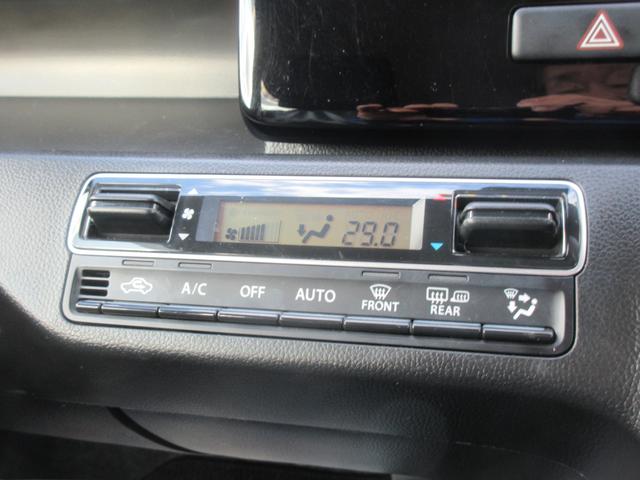 29.0
A/C OFF AUTO FRONT REAR